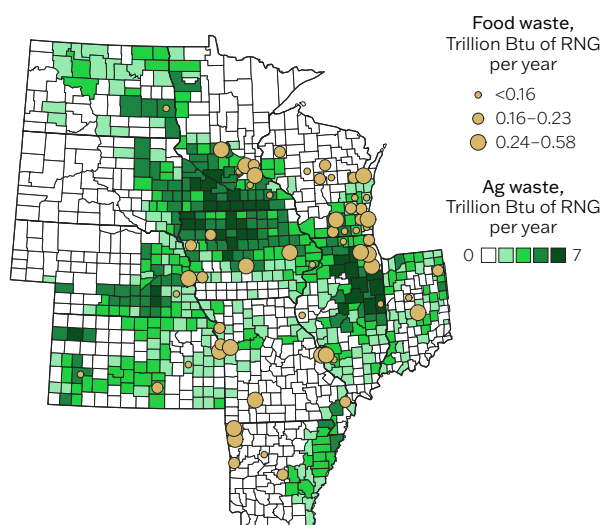 Food waste,
Trillion Btu of RNG
per year
<0.16
0.16–0.23
0.24–0.58
Ag waste,
Trillion Btu of RNG
per year
0 7